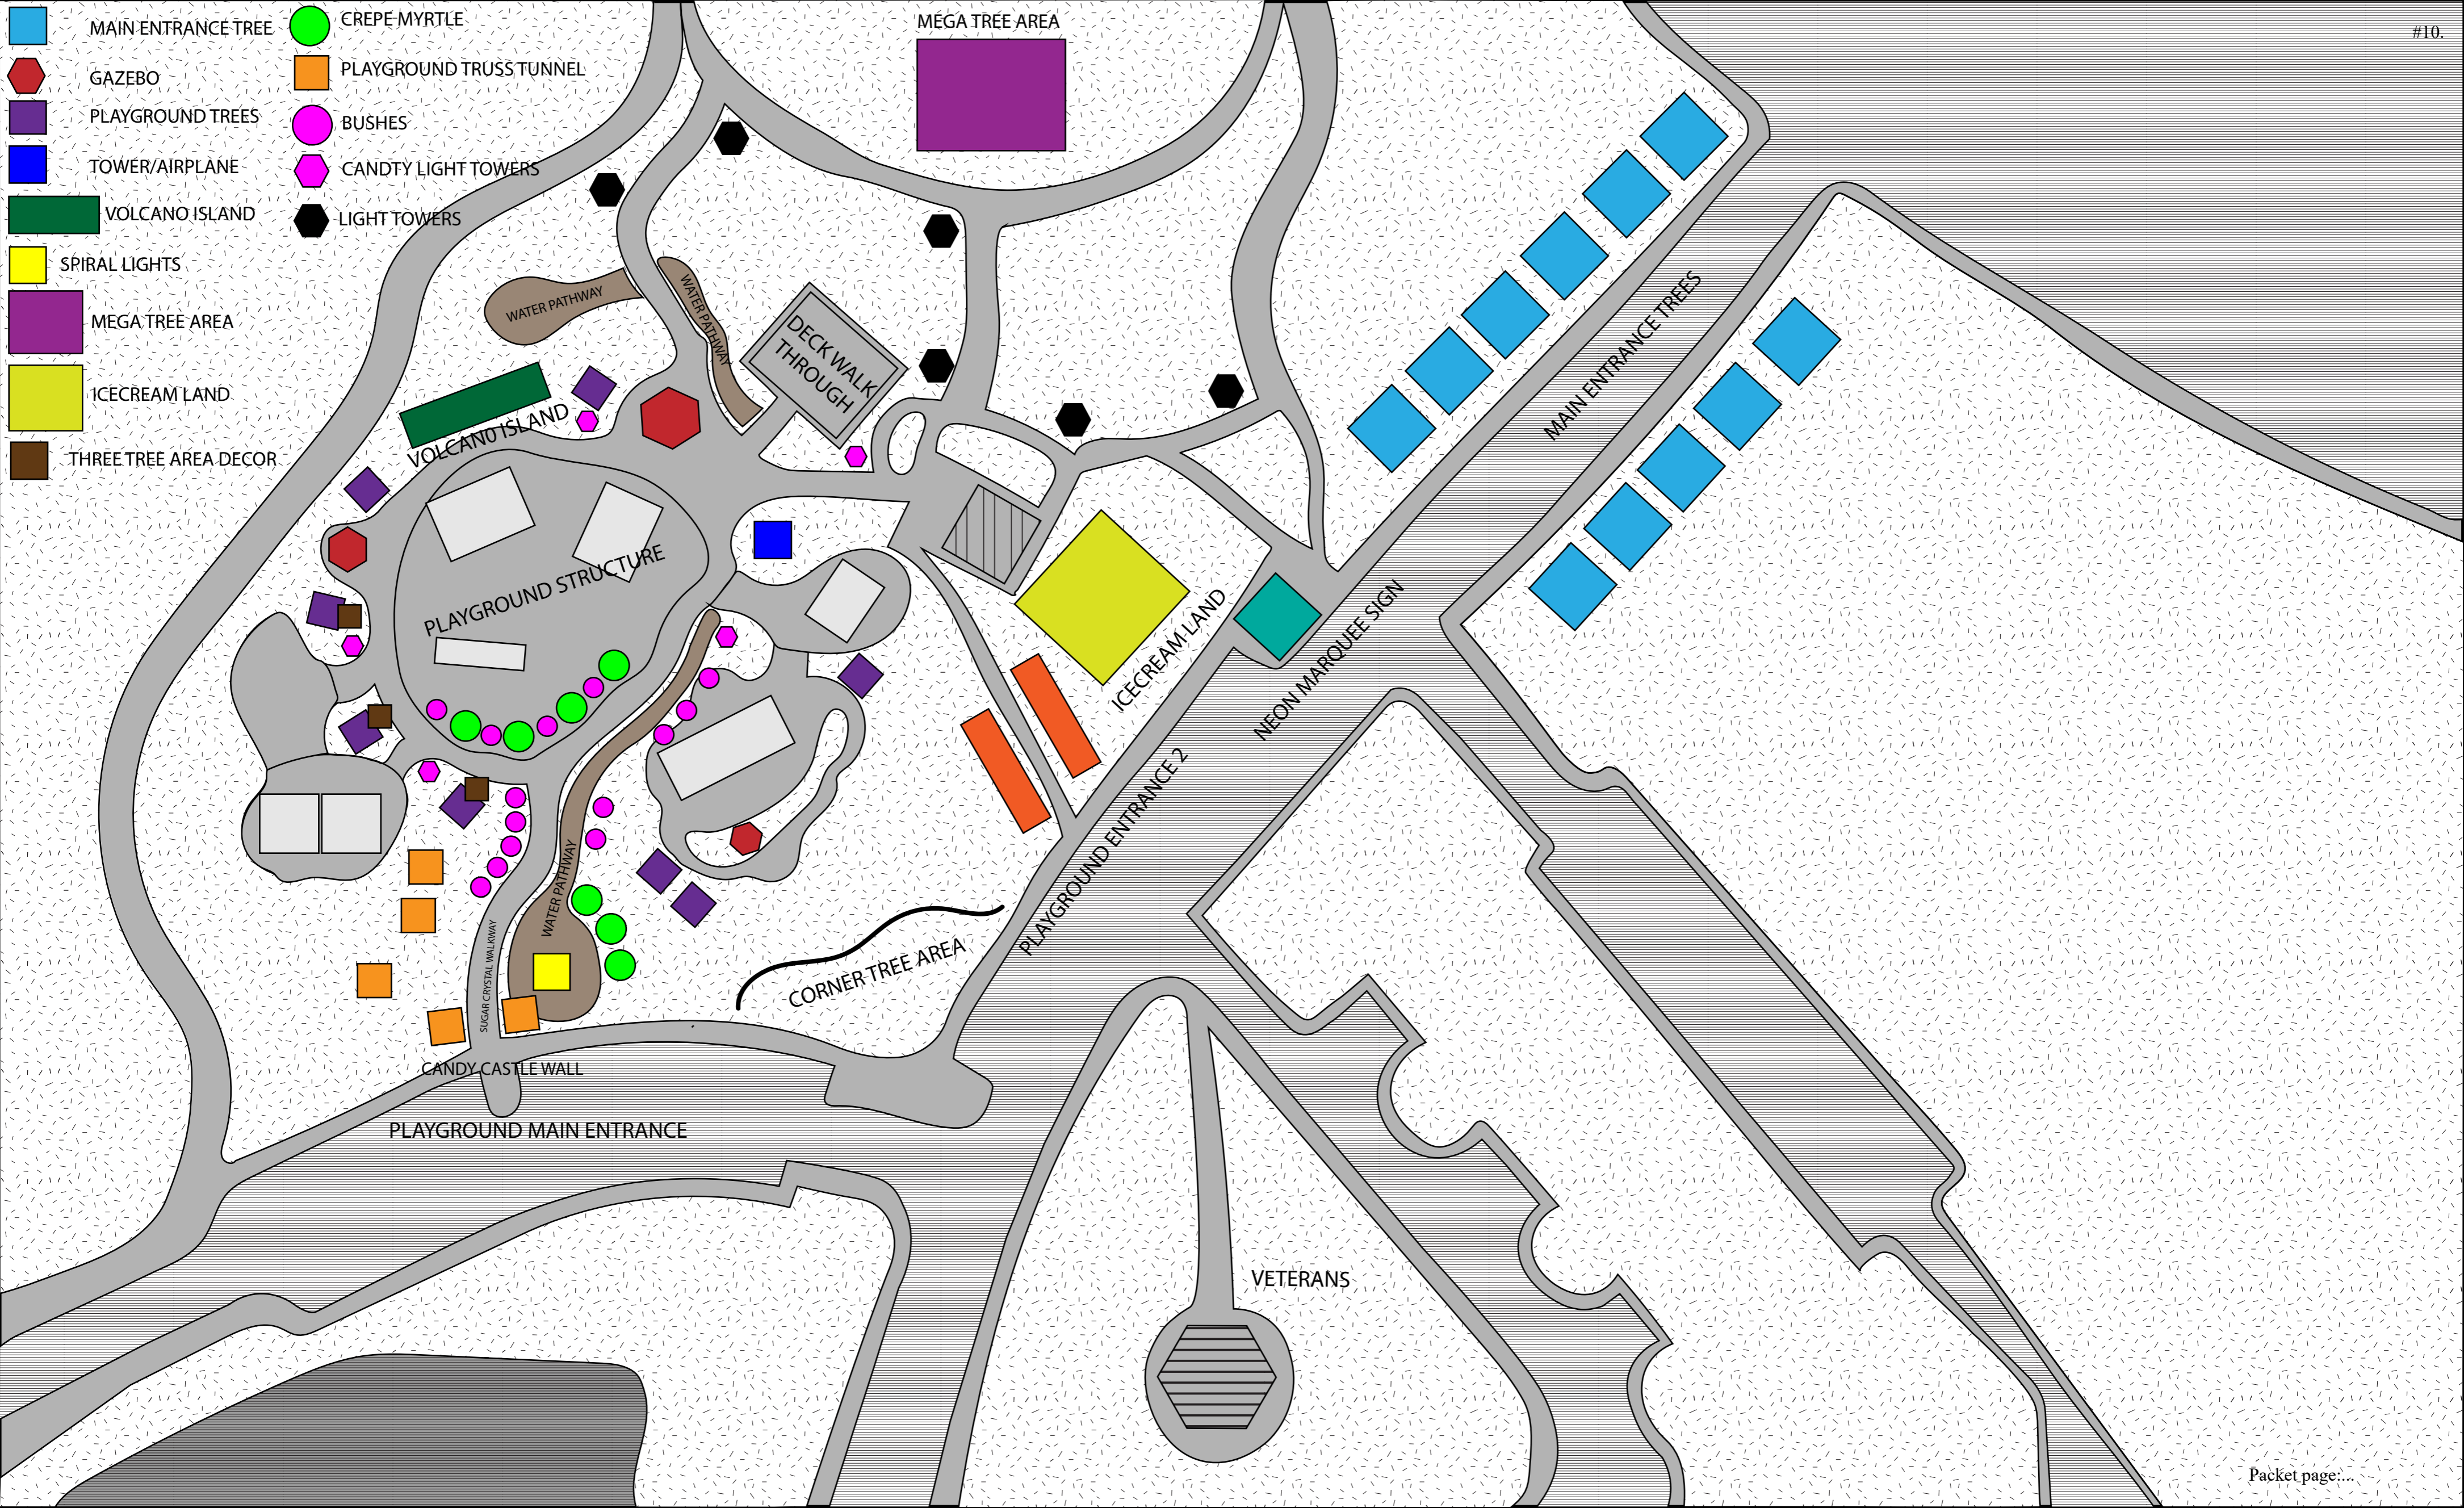 MAIN ENTRANCE TREE
GAZEBO
PLAYGROUND TREES
TOWER/AIRPLANE
VOLCANO ISLAND
SPIRAL LIGHTS
MEGA TREE AREA
ICECREAM LAND
THREE TREE AREA DECOR
CREPE MYRTLE
PLAYGROUND TRUSS TUNNEL
BUSHES
CANDTY LIGHT TOWERS
LIGHT TOWERS
MEGA TREE AREA
#10.
WATER PATHWAY
WATER PATHWAY
DECK WALK
THROUGH
VOLCAN0 ISLAND
PLAYGROUND STRUCTURE
MAIN ENTRANCE TREES
NEON MARQUEE SIGN
ICECREAM LAND
PLAYGROUND ENTRANCE 2
WATER PATHWAY
SUGAR CRYSTAL WALKWAY
CORNER TREE AREA
CANDY CASTLE WALL
PLAYGROUND MAIN ENTRANCE
VETERANS
Packet page:...